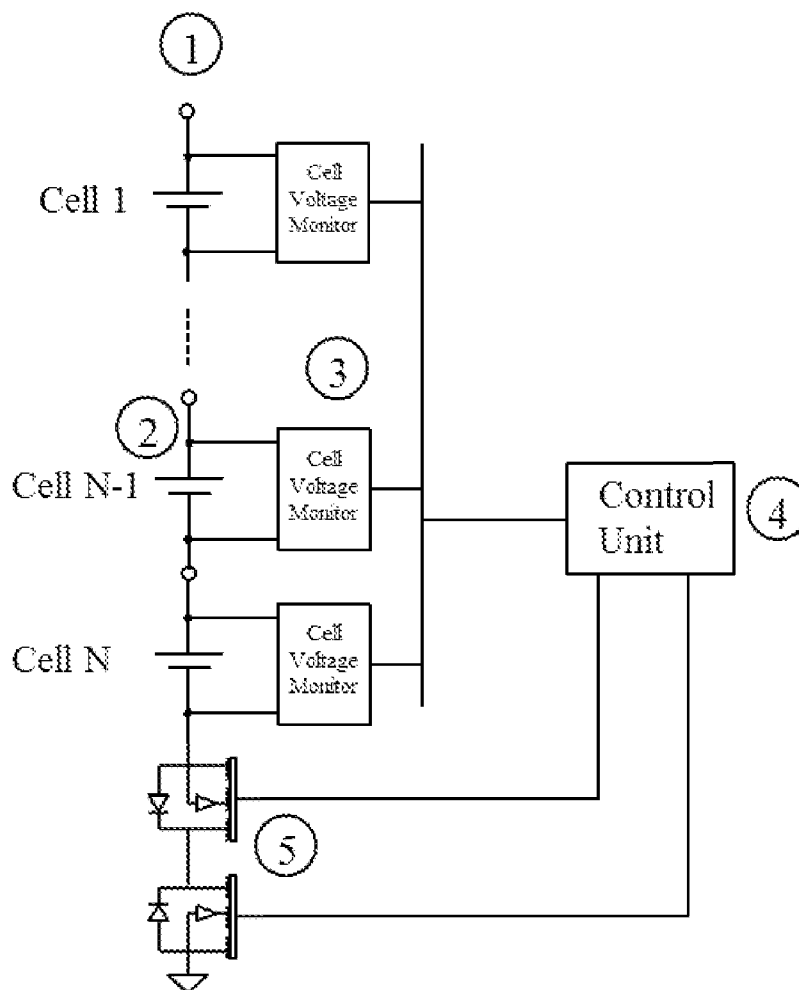 1
Cell 1
Cell
Voltage
Monitor
3
2
Cell N-1
Cell
Voltage
Monitor
Control
Unit
4
Cell N
Cell
Voltage
Monitor
5